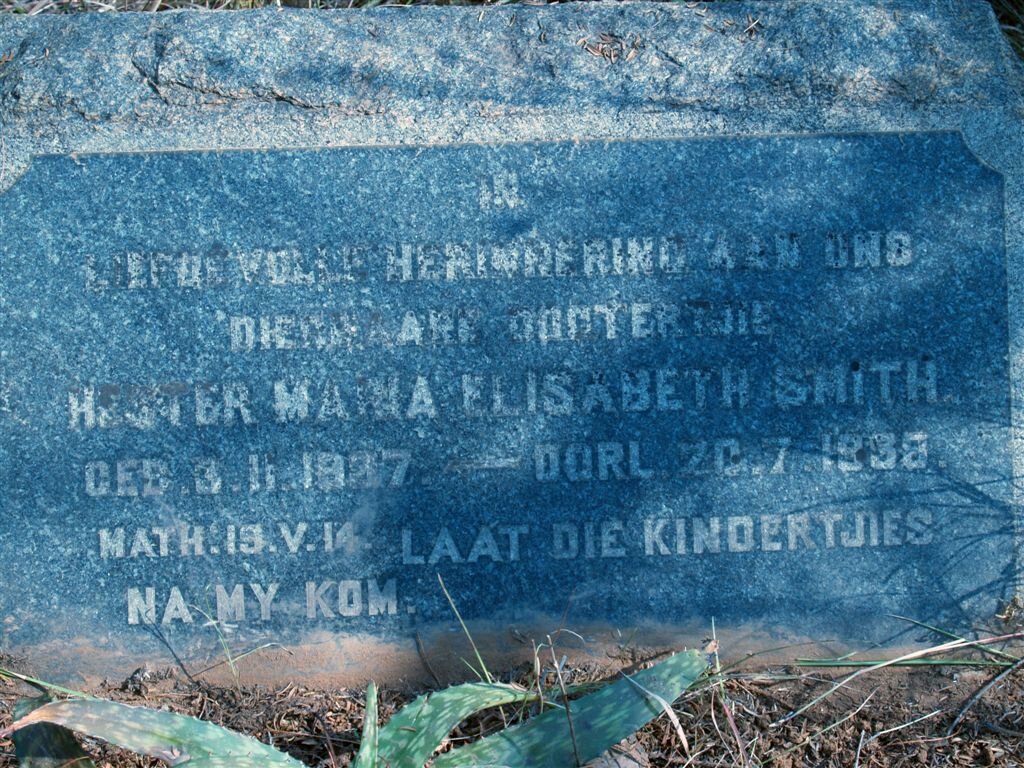 IN
LIEFDEVOLLE HERINNERING AAN ONS
DIERBARE DOGTERTJIE
HESTER MARIA ELISABETH SMITH.
GEB. 3.11.1937. — OORL. 20.7.1938.
MATH.19.V.14. LAAT DIE KINDERTJIES
NA MY KOM.